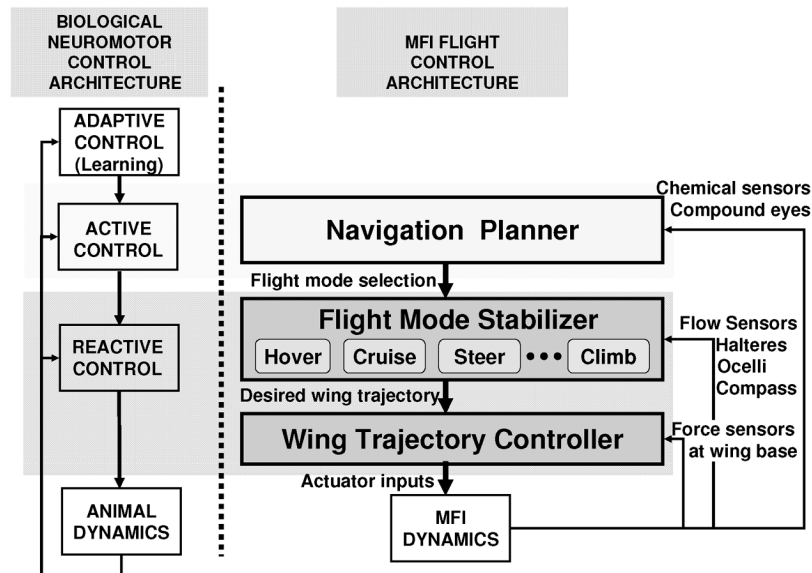 BIOLOGICAL
NEUROMOTOR
CONTROL
ARCHITECTURE
MFI FLIGHT
CONTROL
ARCHITECTURE
ADAPTIVE
CONTROL
(Learning)
ACTIVE
CONTROL
REACTIVE
CONTROL
ANIMAL
DYNAMICS
Chemical sensors
Compound eyes
Navigation Planner
Flight mode selection
Flight Mode Stabilizer
Hover Cruise Steer Climb
Flow Sensors
Halteres
Ocelli
Compass
Desired wing trajectory
Wing Trajectory Controller
Force sensors
at wing base
Actuator inputs
MFI
DYNAMICS